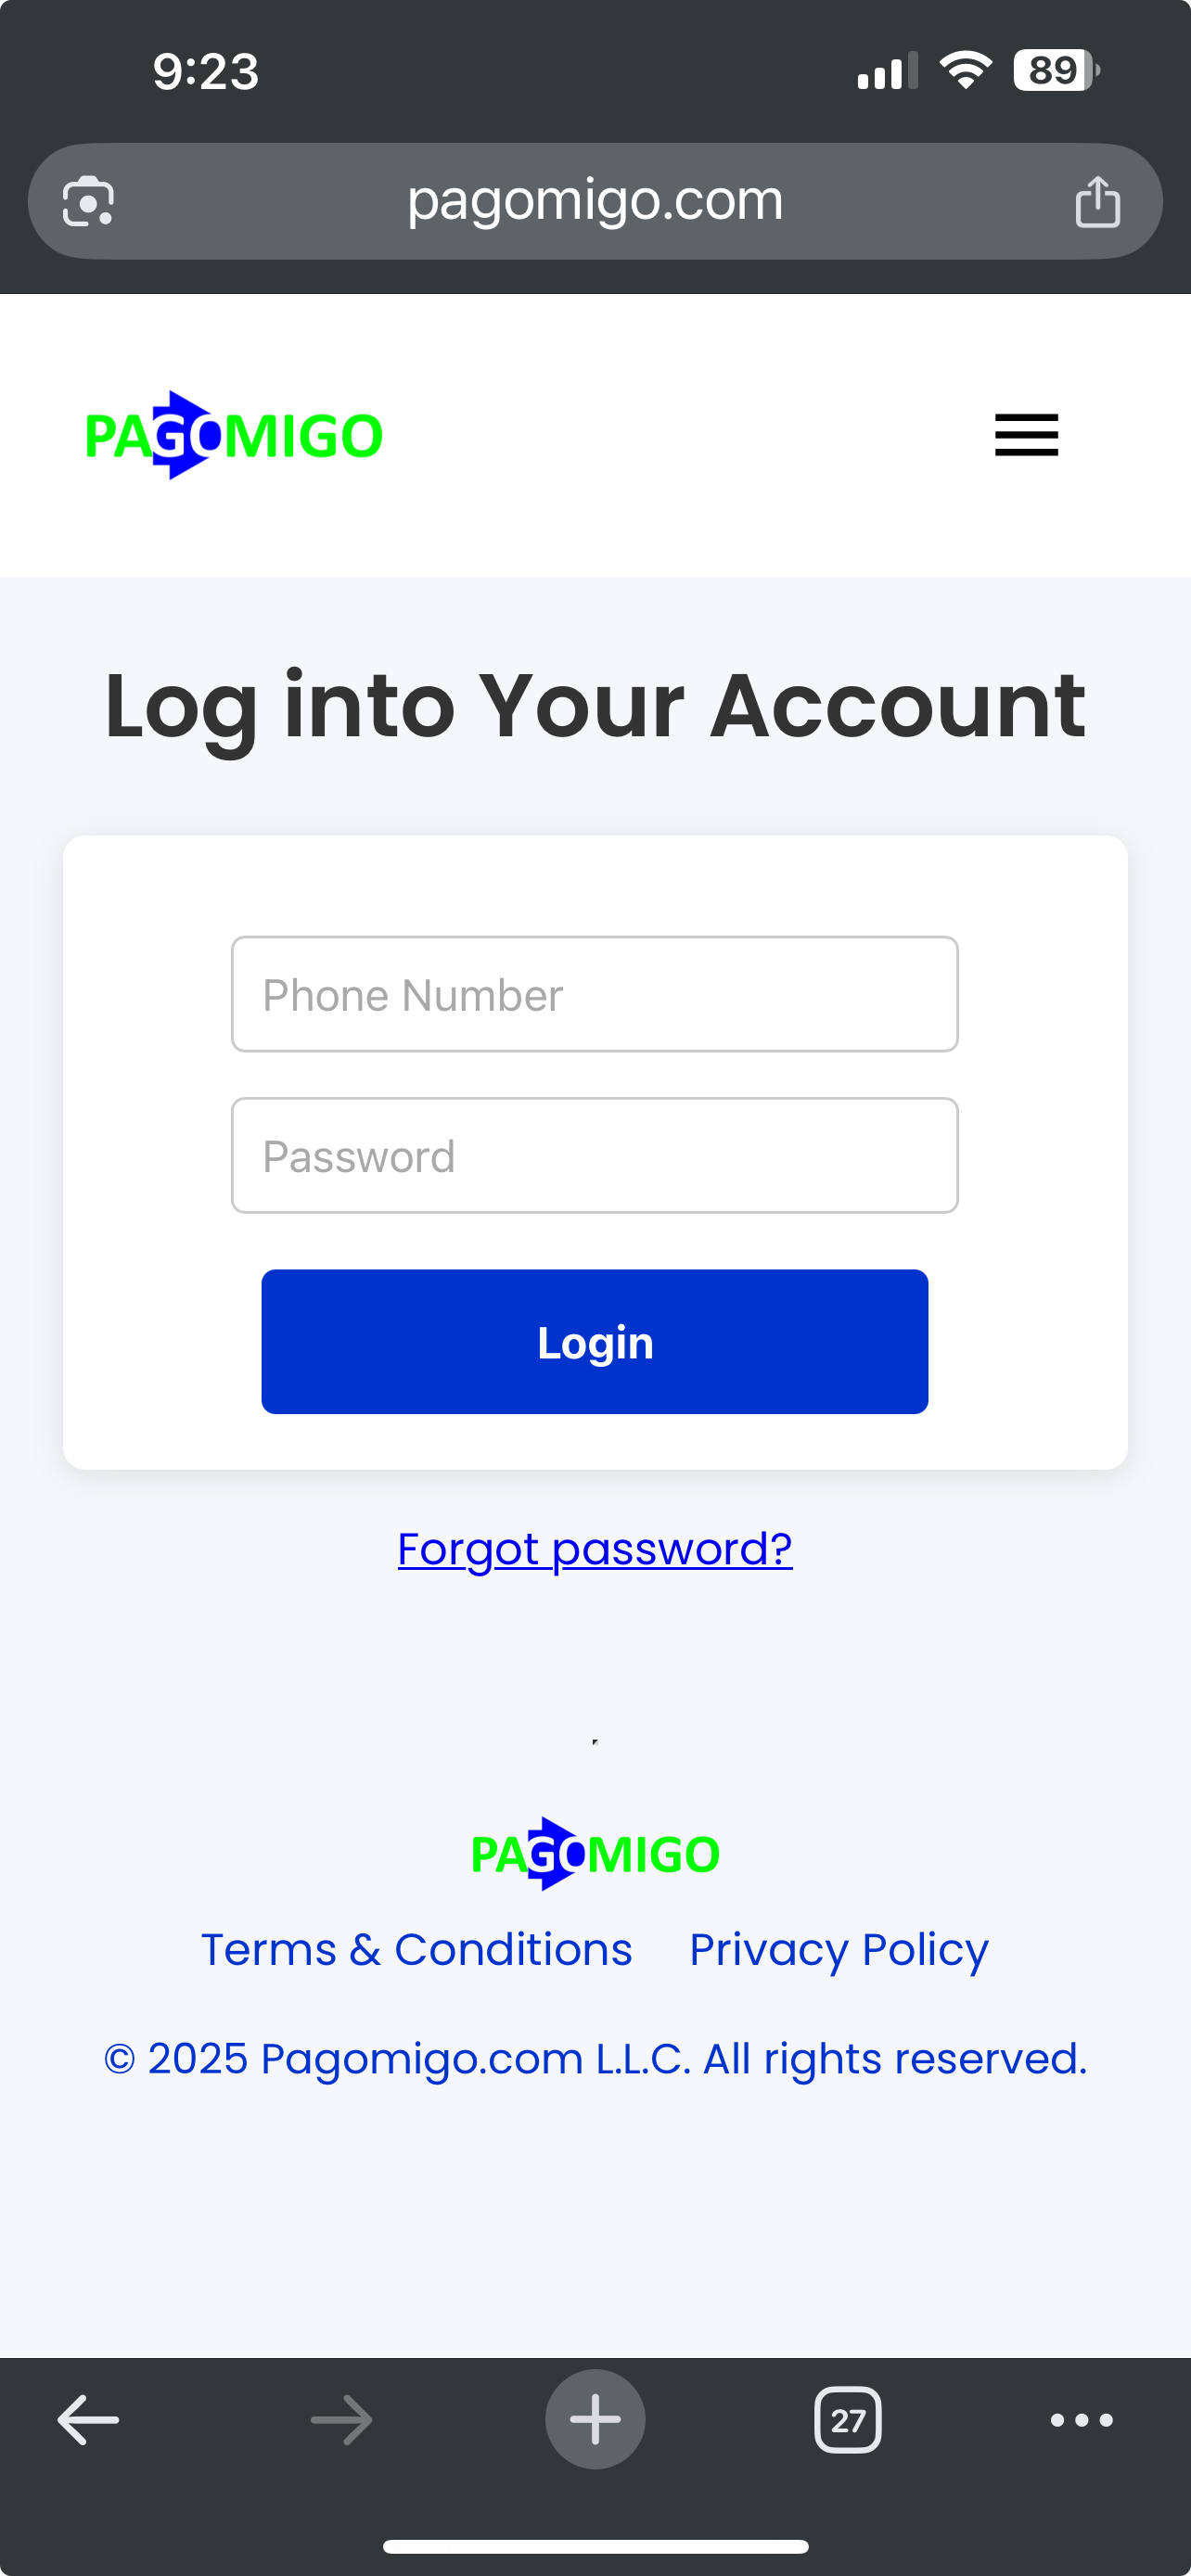 9:23
89
pagomigo.com
PAGOMIGO
Log into Your Account
Phone Number
Password
Login
Forgot password?
PAGOMIGO
Terms & Conditions Privacy Policy
© 2025 Pagomigo.com L.L.C. All rights reserved.
27